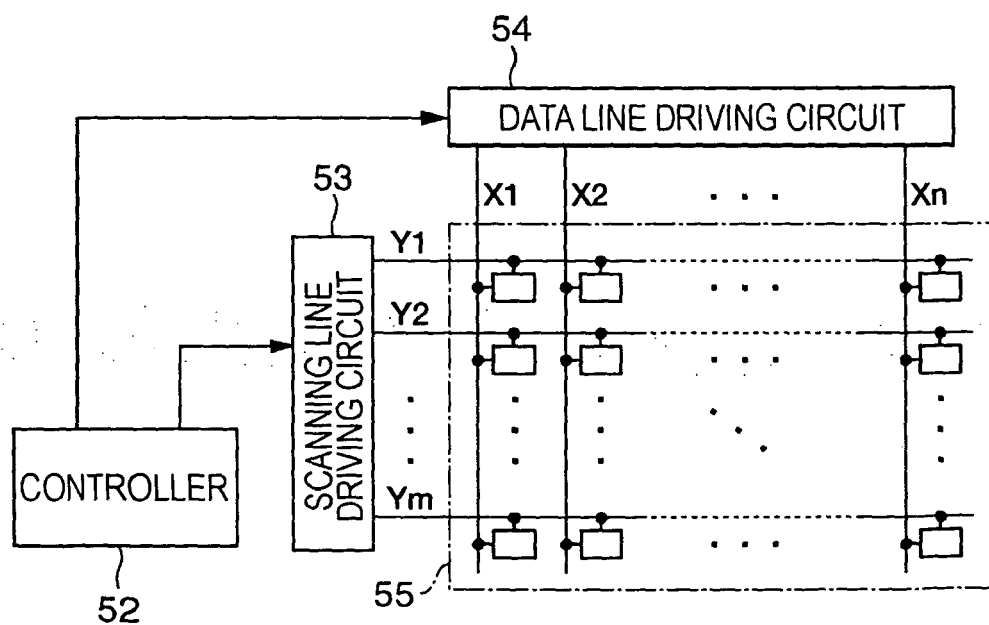 54
DATA LINE DRIVING CIRCUIT
53
X1 X2 Xn
Y1
Y2
SCANNING LINE
DRIVING CIRCUIT
CONTROLLER
Ym
52
55